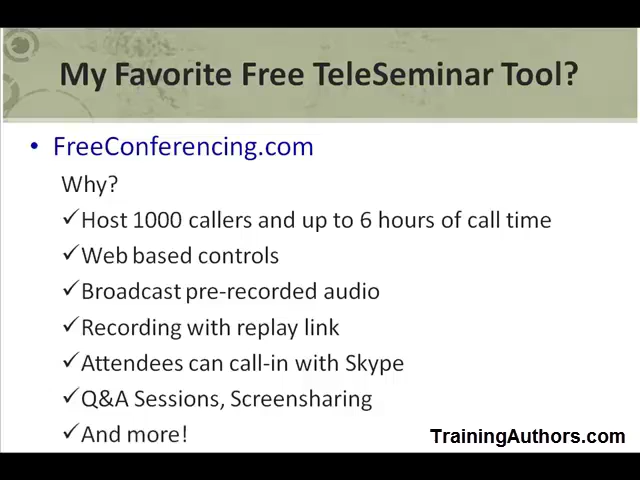 My Favorite Free TeleSeminar Tool?
• FreeConferencing.com
Why?
✓Host 1000 callers and up to 6 hours of call time
✓Web based controls
✓Broadcast pre-recorded audio
✓Recording with replay link
✓Attendees can call-in with Skype
✓Q&A Sessions, Screensharing
✓And more!
TrainingAuthors.com